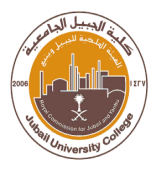 كلية الجبيل الجامعية
الهيئة الملكية للجبيل وينبع
2006
١٤٢٧
Royal Commission for Jubail and Yanbu
Jubail University College